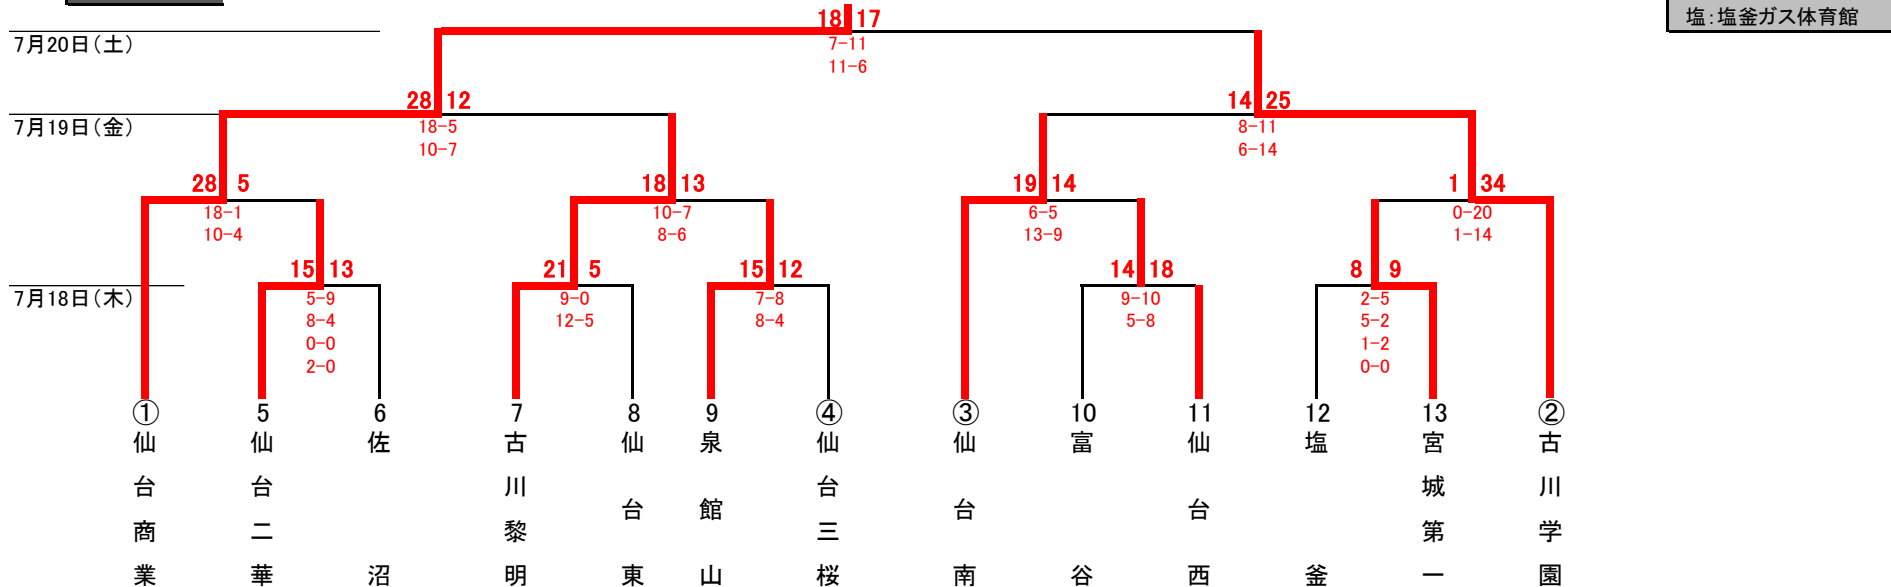 18 17
塩:塩釜ガス体育館
7月20日(土)
7-11
11-6
28 12
14 25
7月19日(金)
18-5
10-7
8-11
6-14
28 5
18 13
19 14
1 34
18-1
10-4
10-7
8-6
6-5
13-9
0-20
1-14
15 13
21 5
15 12
14 18
8 9
7月18日(木)
5-9
8-4
0-0
2-0
9-0
12-5
7-8
8-4
9-10
5-8
2-5
5-2
1-2
0-0
① 仙台商業
5 仙台二華
6 佐沼
7 古川黎明
8 仙台東
9 泉館山
④ 仙台三桜
③ 仙台南
10 富谷
11 仙台西
12 塩釜
13 宮城第一
② 古川学園